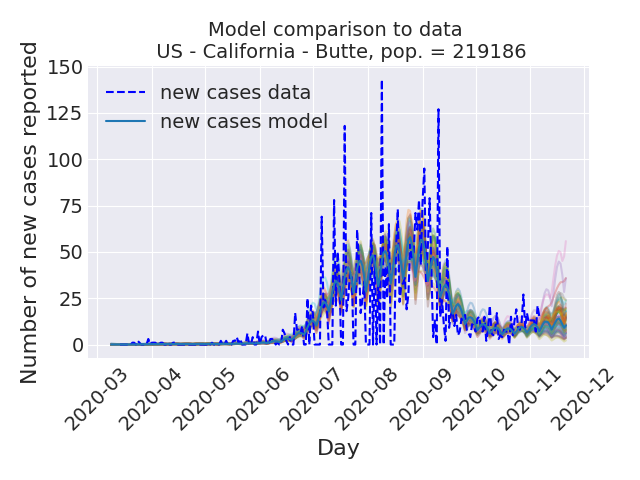 Model comparison to data
US - California - Butte, pop. = 219186
Number of new cases reported
150
125
100
75
50
25
0
new cases data
new cases model
2020-03
2020-04
2020-05
2020-06
2020-07
2020-08
2020-09
2020-10
2020-11
2020-12
Day